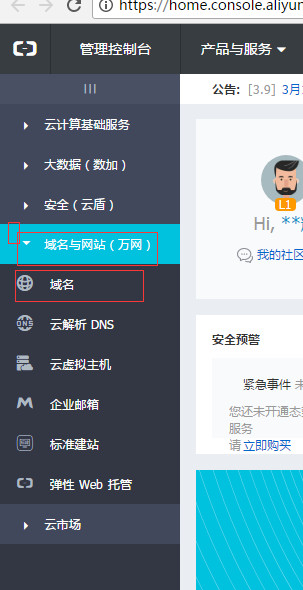 https://home.console.aliyun
管理控制台
产品与服务
公告: [3.9] 3月
云计算基础服务
大数据（数加）
安全（云盾）
域名与网站（万网）
域名
云解析 DNS
云虚拟主机
企业邮箱
标准建站
弹性 Web 托管
云市场
L1
Hi, **
我的社区
安全预警
紧急事件 未
您还未开通态
服务
请 立即购买